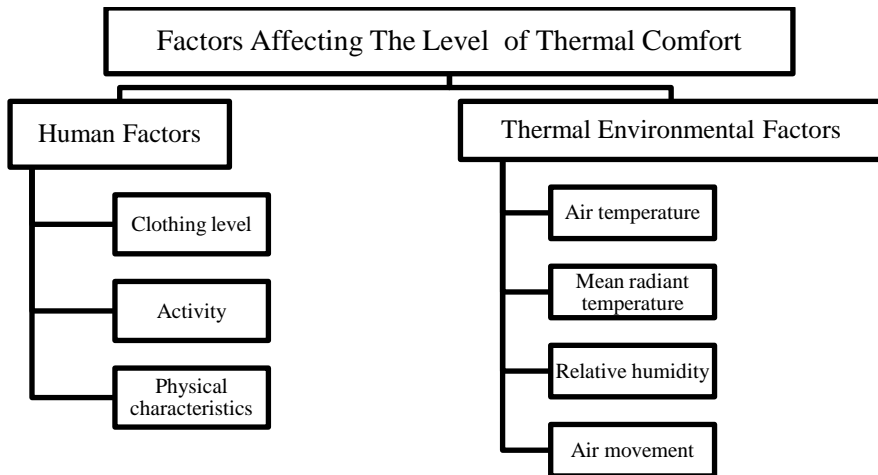 Factors Affecting The Level of Thermal Comfort
Human Factors
Clothing level
Activity
Physical
characteristics
Thermal Environmental Factors
Air temperature
Mean radiant
temperature
Relative humidity
Air movement